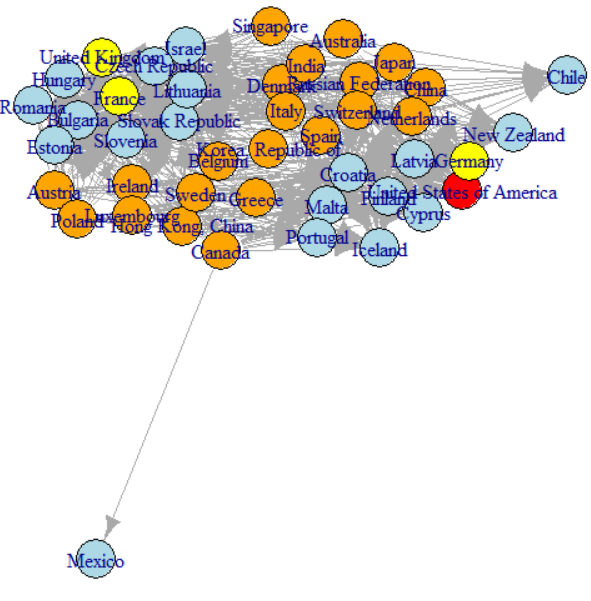 Singapore
Australia
Israel
United Kingdom
Czech Republic
India
Japan
Chile
Hungary
Denmark
Russian Federation
China
Lithuania
France
Romania
Italy
Switzerland
Netherlands
Bulgaria
Slovak Republic
New Zealand
Spain
Slovenia
Estonia
Korea, Republic of
Belgium
Latvia
Germany
Croatia
Austria
Ireland
Sweden
Greece
Finland
United States of America
Malta
Cyprus
Poland
Luxembourg
Hong Kong, China
Portugal
Iceland
Canada
Mexico